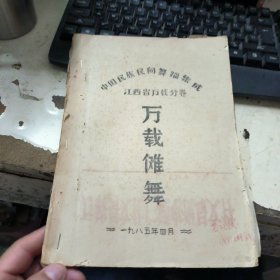 中国民族民间舞蹈集成
江西省万载分卷
万载傩舞
一九八五年四月